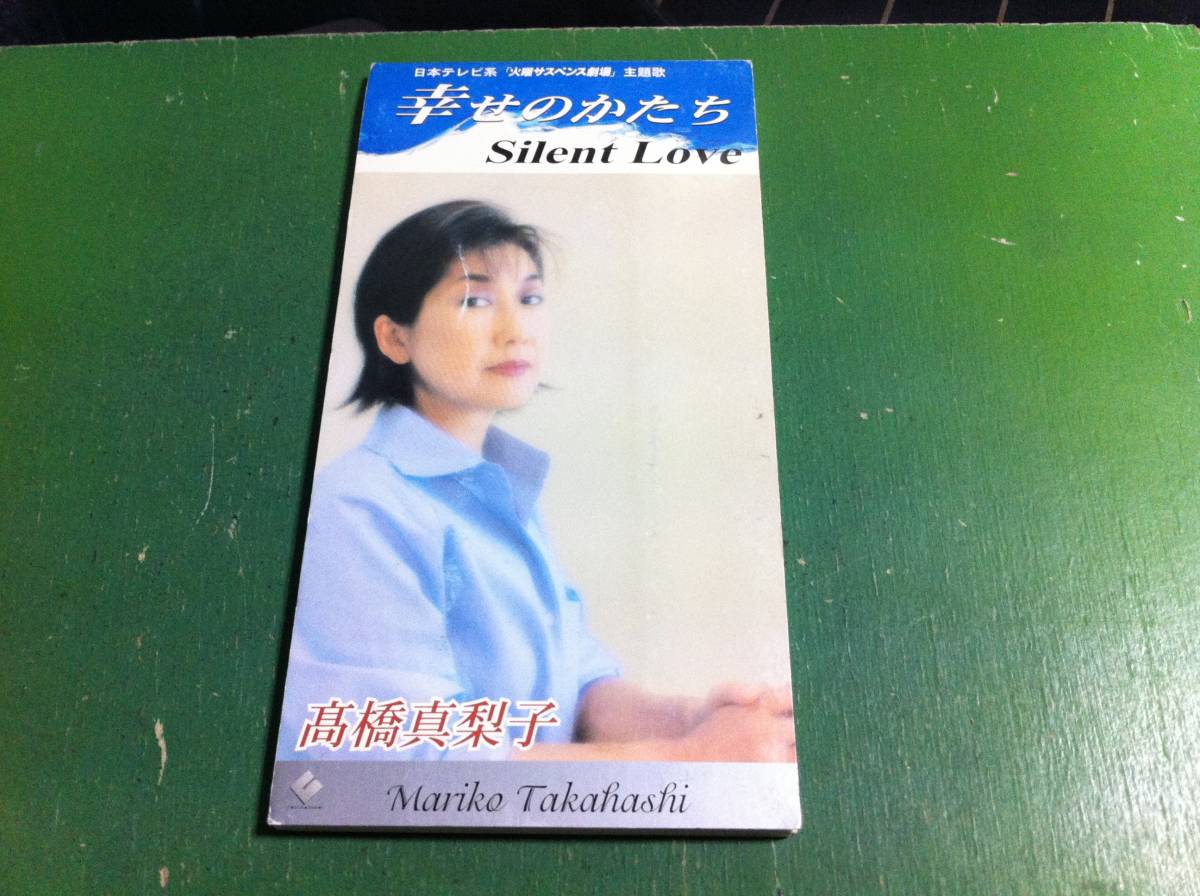 日本テレビ系「火曜サスペンス劇場」主題歌
幸せのかたち
Silent Love
髙橋真梨子
Mariko Takahashi